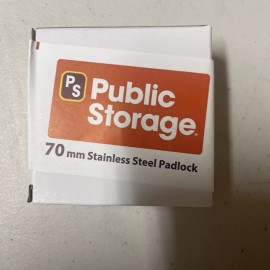 PS
Public
Storage®
70 mm Stainless Steel Padlock